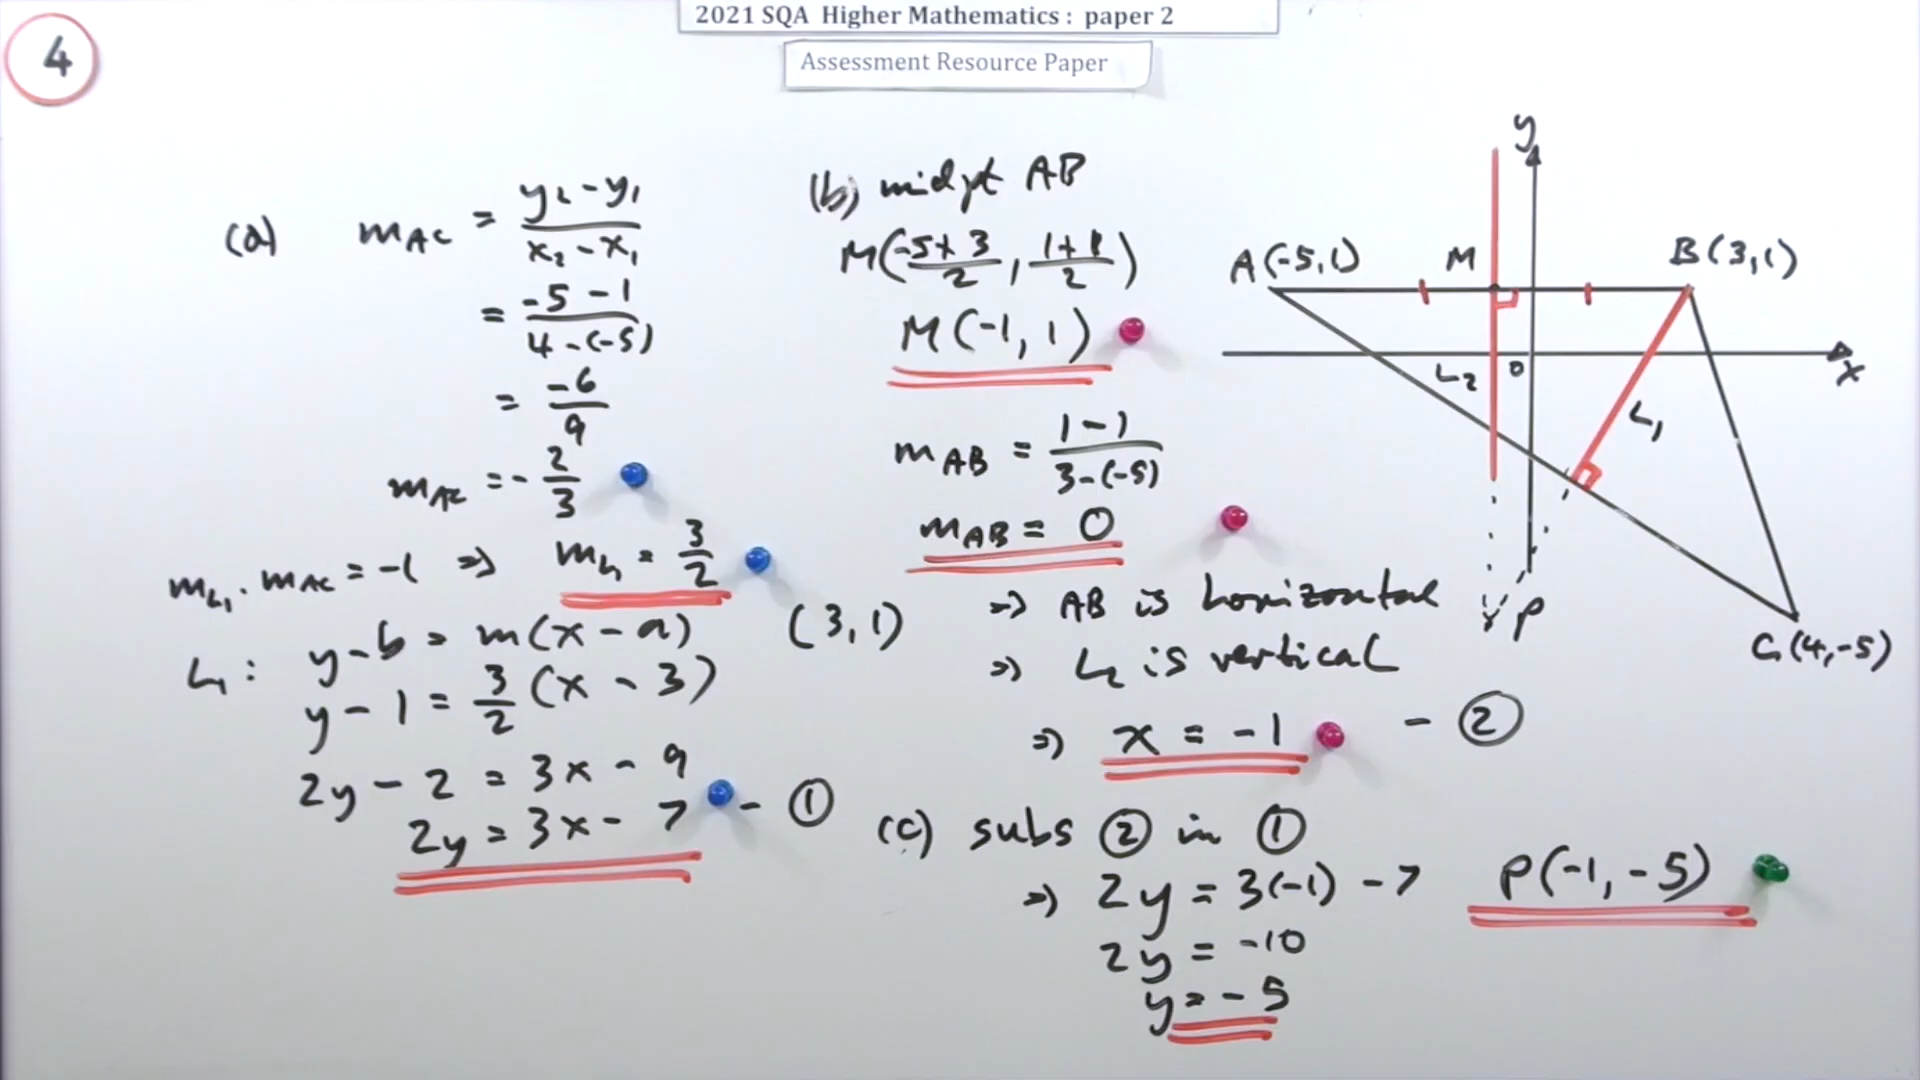 4
2021 SQA Higher Mathematics : paper 2
Assessment Resource Paper
(a) mAC = y₂ - y₁ / x₂ - x₁
= -5 - 1 / 4 - (-5)
= -6 / 9
mAC = - 2/3
mL₁ . mAC = -1 ⇒ mL₁ = 3/2
L₁ : y - b = m(x - a) (3, 1)
y - 1 = 3/2 (x - 3)
2y - 2 = 3x - 9
2y = 3x - 7 - ①
(b) midpt AB
M(-5+3 / 2 , 1+1 / 2)
M(-1, 1)
mAB = 1 - 1 / 3 - (-5)
mAB = 0
⇒ AB is horizontal
⇒ L₂ is vertical
⇒ x = -1 - ②
(c) subs ② in ①
⇒ 2y = 3(-1) - 7
2y = -10
y = -5
P(-1, -5)
y
A(-5,1) M B(3,1)
L₂ 0 x
L₁
P
C(4,-5)